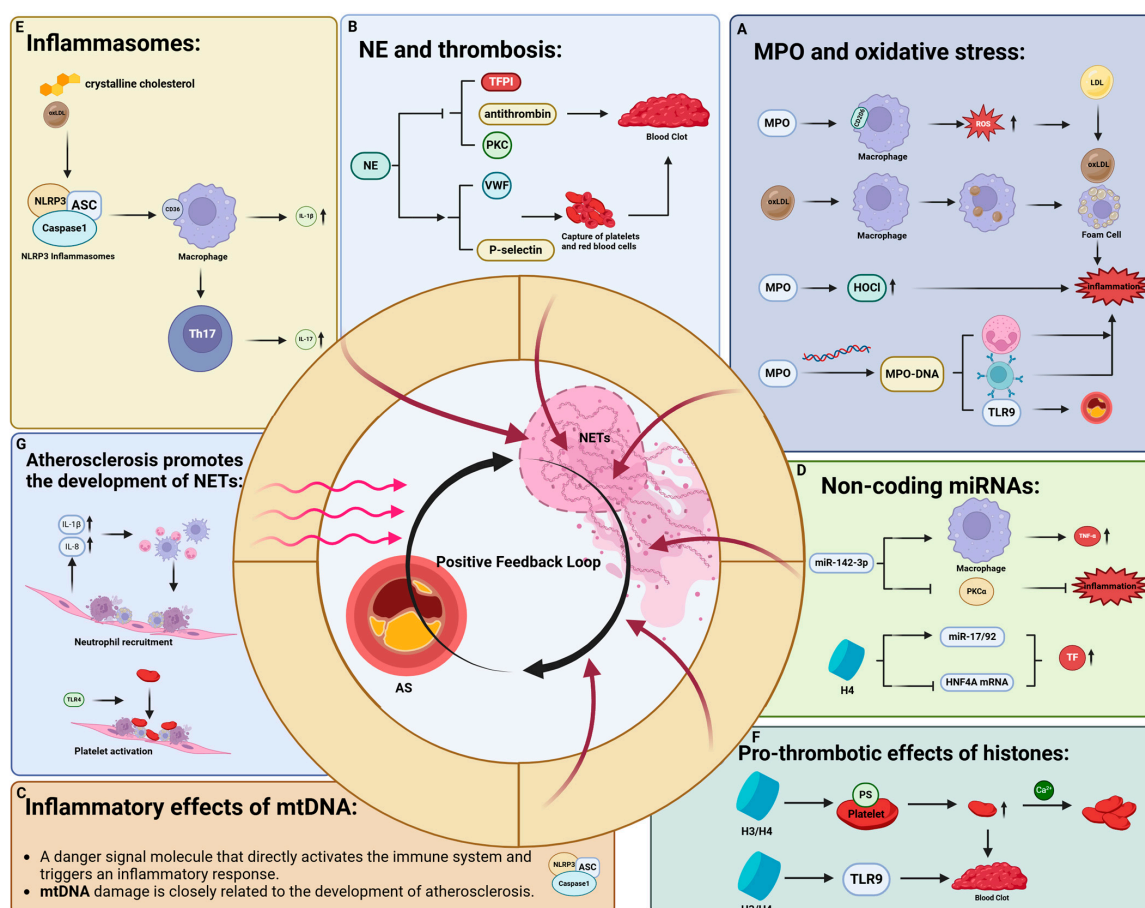 E
Inflammasomes:
crystalline cholesterol
oxLDL
NLRP3
ASC
Caspase1
NLRP3 Inflammasomes
CD36
Macrophage
IL-1β
Th17
IL-17
B
NE and thrombosis:
NE
TFPI
antithrombin
PKC
VWF
P-selectin
Capture of platelets
and red blood cells
Blood Clot
A
MPO and oxidative stress:
MPO
CD206
Macrophage
ROS
LDL
oxLDL
oxLDL
Macrophage
Foam Cell
MPO
HOCl
inflammation
MPO
MPO-DNA
TLR9
G
Atherosclerosis promotes
the development of NETs:
IL-1β
IL-8
Neutrophil recruitment
TLR4
Platelet activation
NETs
Positive Feedback Loop
AS
D
Non-coding miRNAs:
miR-142-3p
Macrophage
TNF-α
PKCα
inflammation
H4
miR-17/92
HNF4A mRNA
TF
C
Inflammatory effects of mtDNA:
• A danger signal molecule that directly activates the immune system and
triggers an inflammatory response.
• mtDNA damage is closely related to the development of atherosclerosis.
NLRP3
ASC
Caspase1
F
Pro-thrombotic effects of histones:
H3/H4
PS
Platelet
Ca²⁺
H3/H4
TLR9
Blood Clot